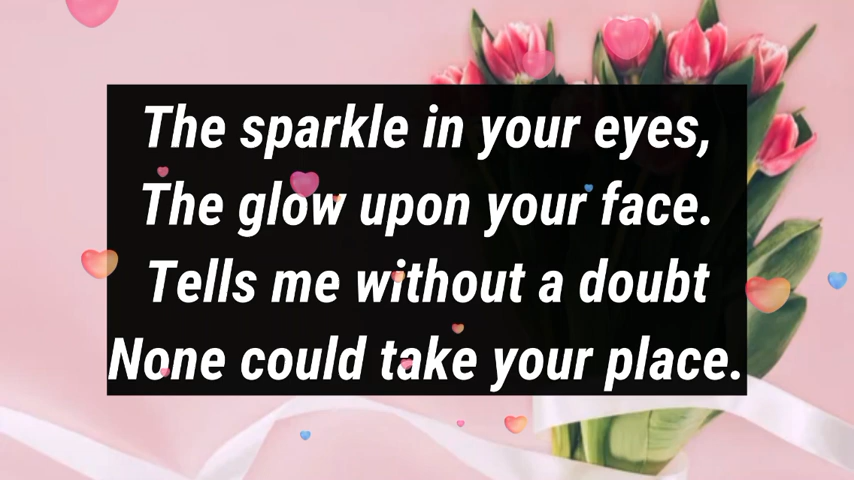 The sparkle in your eyes,
The glow upon your face.
Tells me without a doubt
None could take your place.